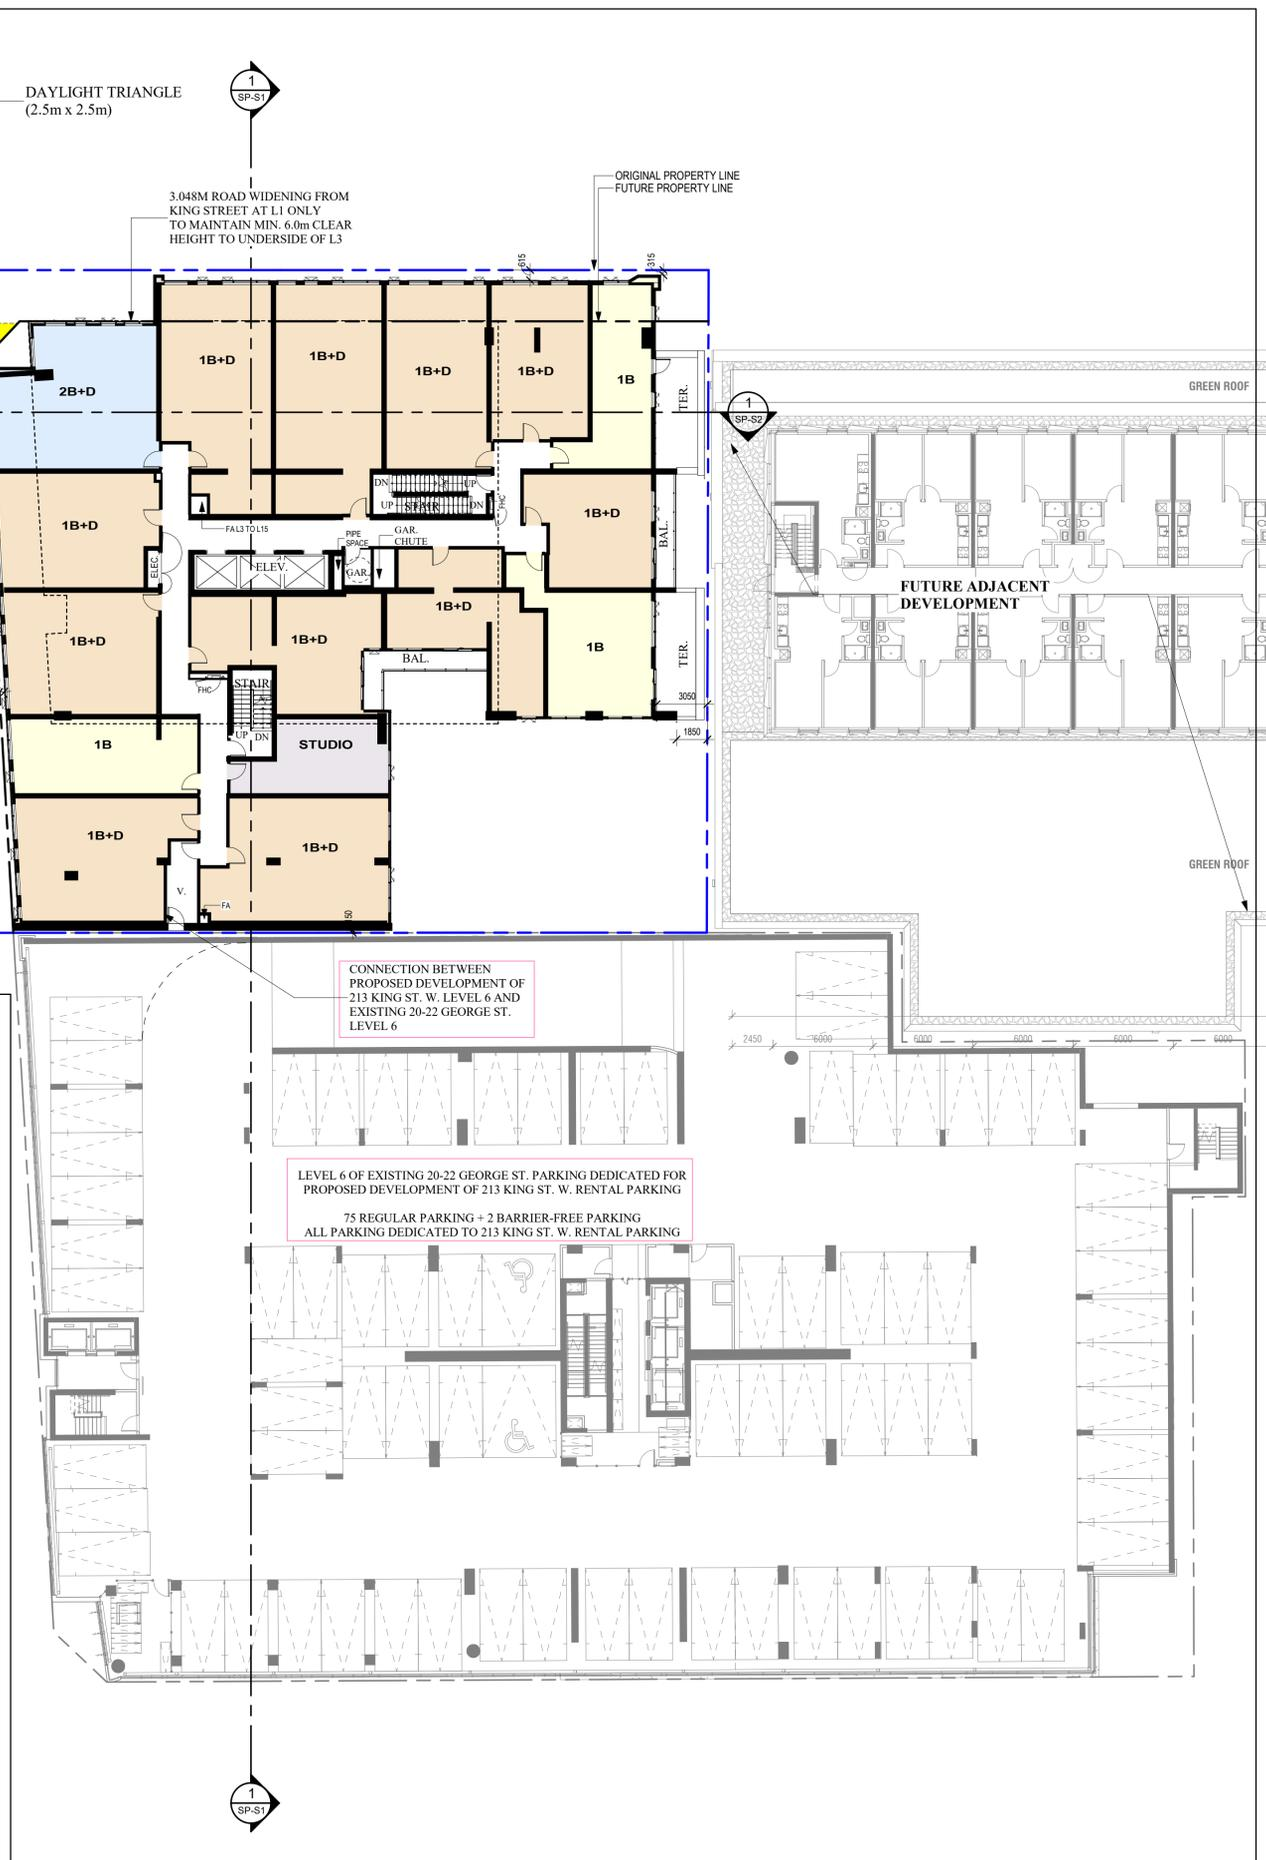 1
SP-S1
DAYLIGHT TRIANGLE
(2.5m x 2.5m)
ORIGINAL PROPERTY LINE
FUTURE PROPERTY LINE
3.048M ROAD WIDENING FROM
KING STREET AT L1 ONLY
TO MAINTAIN MIN. 6.0m CLEAR
HEIGHT TO UNDERSIDE OF L3
615
315
1B+D
1B+D
1B+D
1B+D
1B
2B+D
TER.
1
SP-S2
GREEN ROOF
DN
UP
UP
STAIR
DN
FHC
1B+D
1B+D
BAL.
FA L3 TO L15
PIPE
SPACE
GAR.
CHUTE
ELEC.
ELEV.
GAR.
FUTURE ADJACENT
DEVELOPMENT
1B+D
1B+D
1B+D
1B
BAL.
TER.
FHC
STAIR
3050
UP
DN
1850
1B
STUDIO
1B+D
1B+D
GREEN ROOF
V.
FA
150
CONNECTION BETWEEN
PROPOSED DEVELOPMENT OF
213 KING ST. W. LEVEL 6 AND
EXISTING 20-22 GEORGE ST.
LEVEL 6
2450
6000
6000
6000
6000
6000
LEVEL 6 OF EXISTING 20-22 GEORGE ST. PARKING DEDICATED FOR
PROPOSED DEVELOPMENT OF 213 KING ST. W. RENTAL PARKING
75 REGULAR PARKING + 2 BARRIER-FREE PARKING
ALL PARKING DEDICATED TO 213 KING ST. W. RENTAL PARKING
1
SP-S1